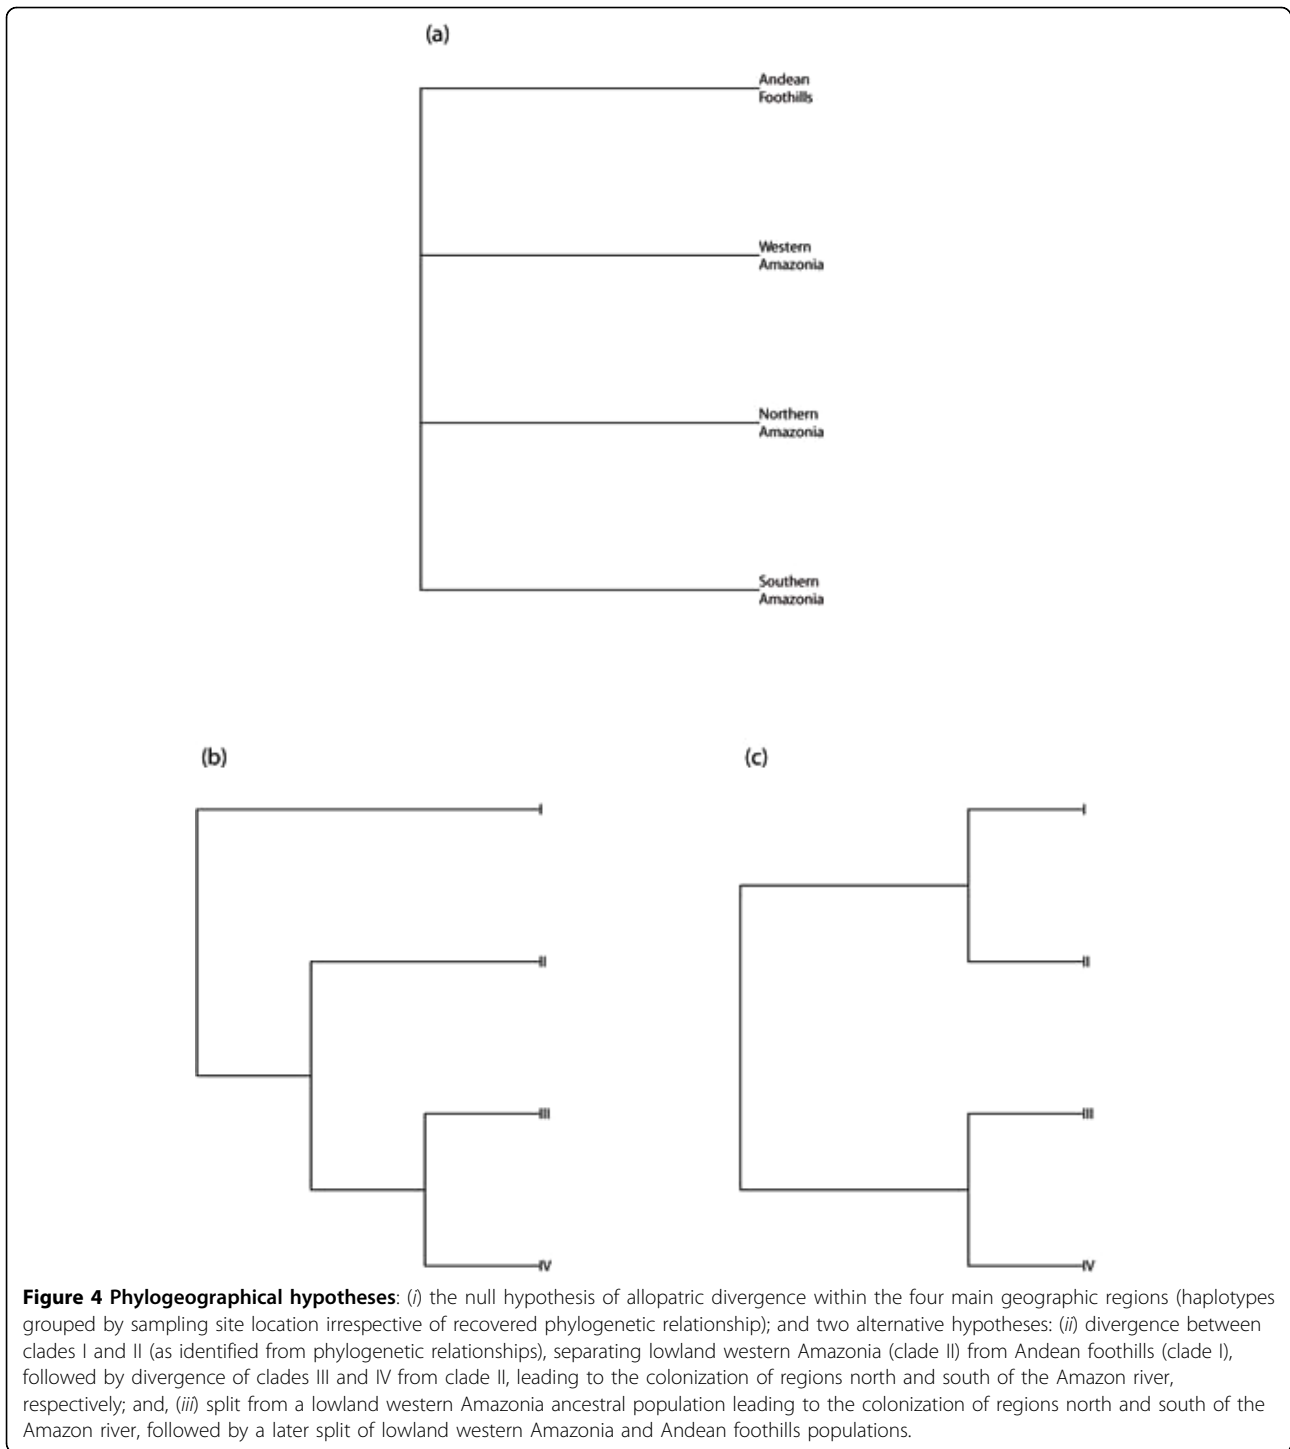 (a)
Andean
Foothills
Western
Amazonia
Northern
Amazonia
Southern
Amazonia
(b)
(c)
I
I
II
II
III
III
IV
IV
Figure 4 Phylogeographical hypotheses: (i) the null hypothesis of allopatric divergence within the four main geographic regions (haplotypes
grouped by sampling site location irrespective of recovered phylogenetic relationship); and two alternative hypotheses: (ii) divergence between
clades I and II (as identified from phylogenetic relationships), separating lowland western Amazonia (clade II) from Andean foothills (clade I),
followed by divergence of clades III and IV from clade II, leading to the colonization of regions north and south of the Amazon river,
respectively; and, (iii) split from a lowland western Amazonia ancestral population leading to the colonization of regions north and south of the
Amazon river, followed by a later split of lowland western Amazonia and Andean foothills populations.